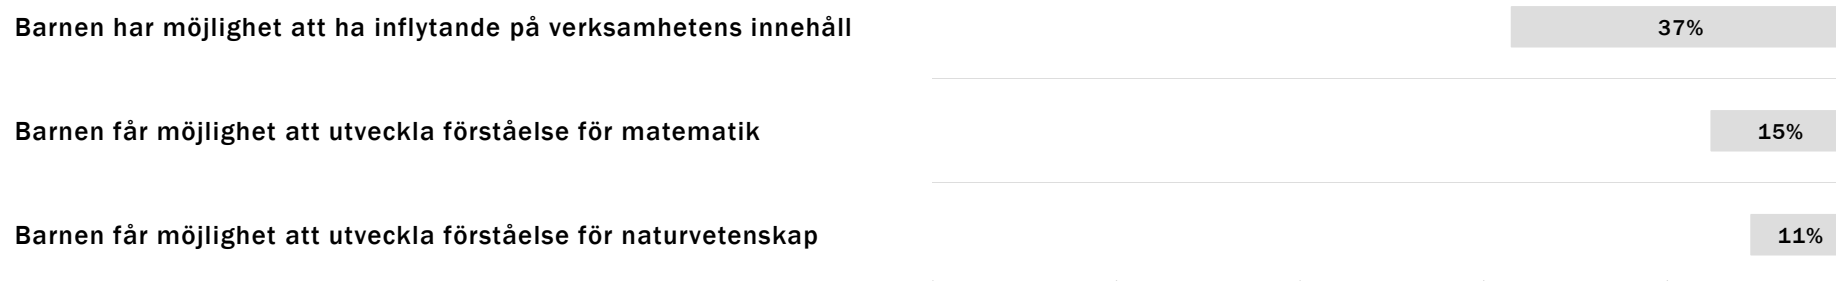 Barnen har möjlighet att ha inflytande på verksamhetens innehåll 37%
Barnen får möjlighet att utveckla förståelse för matematik 15%
Barnen får möjlighet att utveckla förståelse för naturvetenskap 11%